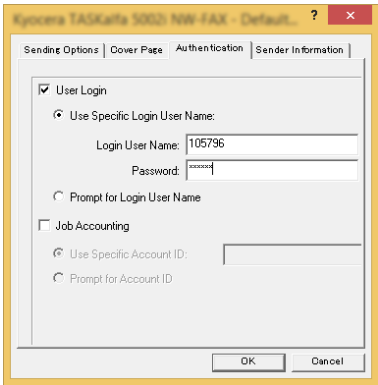 Kyocera TASKalfa 5002i NW-FAX - Default...
Sending Options Cover Page Authentication Sender Information
User Login
Use Specific Login User Name:
Login User Name: 105796
Password: ××××××
Prompt for Login User Name
Job Accounting
Use Specific Account ID:
Prompt for Account ID
OK Cancel